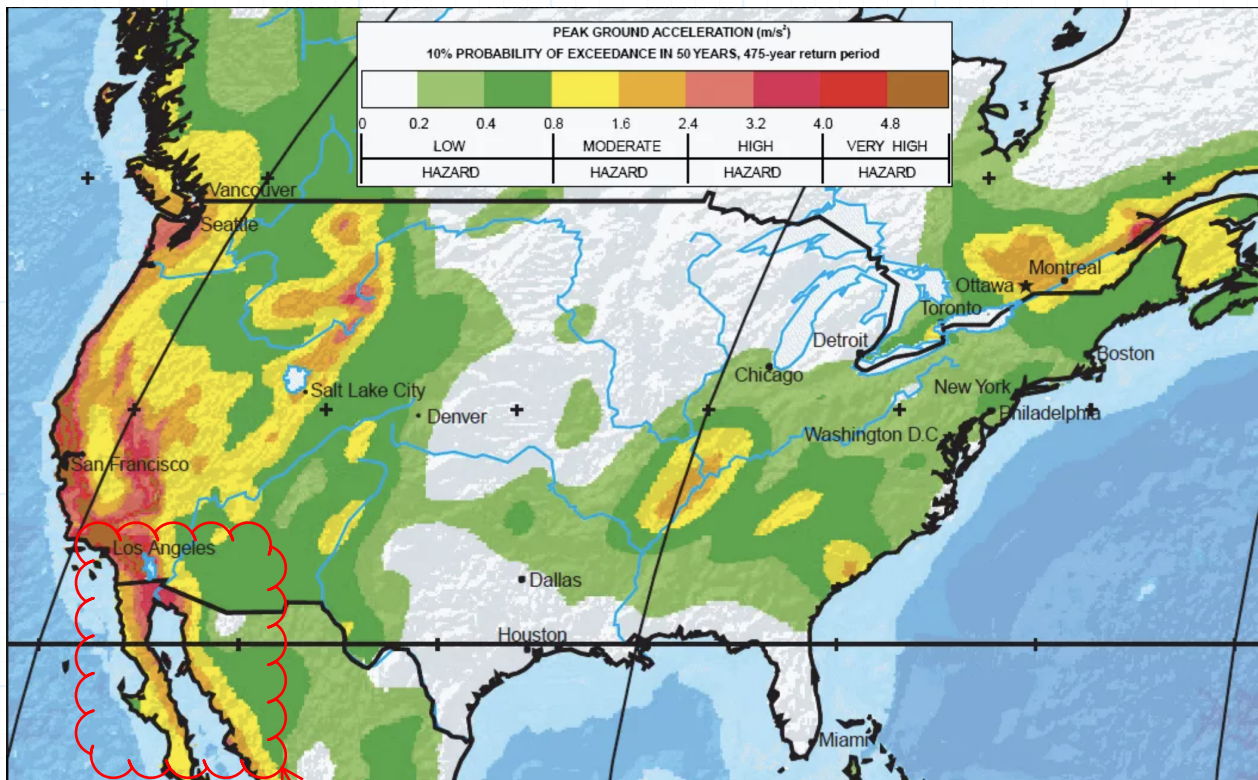 PEAK GROUND ACCELERATION (m/s²)
10% PROBABILITY OF EXCEEDANCE IN 50 YEARS, 475-year return period
0 0.2 0.4 0.8 1.6 2.4 3.2 4.0 4.8
LOW MODERATE HIGH VERY HIGH
HAZARD HAZARD HAZARD HAZARD
Vancouver
Seattle
Montreal
Ottawa
Toronto
Detroit
Boston
Chicago
New York
Salt Lake City
Denver
Philadelphia
Washington D.C.
San Francisco
Los Angeles
Dallas
Houston
Miami